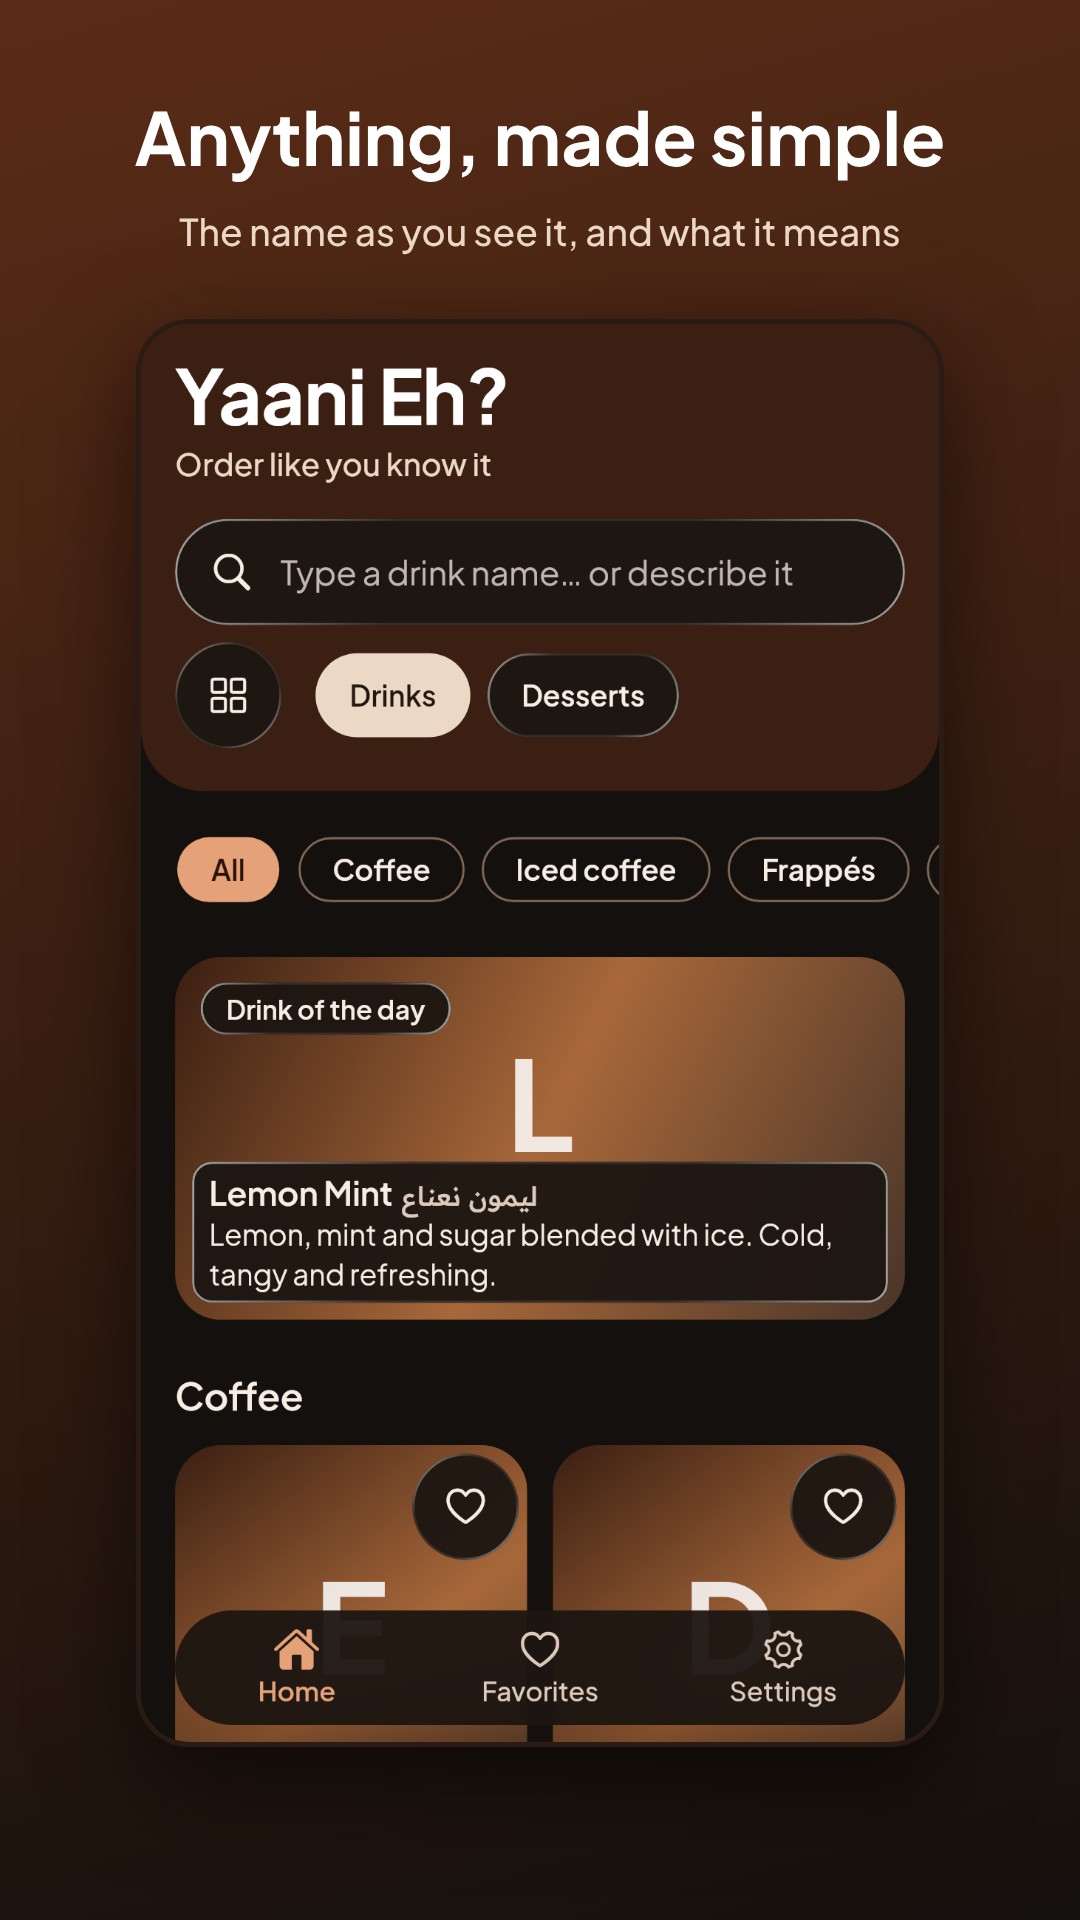 Anything, made simple
The name as you see it, and what it means
Yaani Eh?
Order like you know it
Type a drink name... or describe it
Drinks
Desserts
All
Coffee
Iced coffee
Frappés
Drink of the day
L
Lemon Mint ليمون نعناع
Lemon, mint and sugar blended with ice. Cold,
tangy and refreshing.
Coffee
E
D
Home
Favorites
Settings